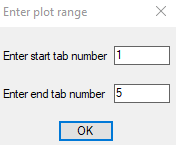 Enter plot range
Enter start tab number 1
Enter end tab number 5
OK